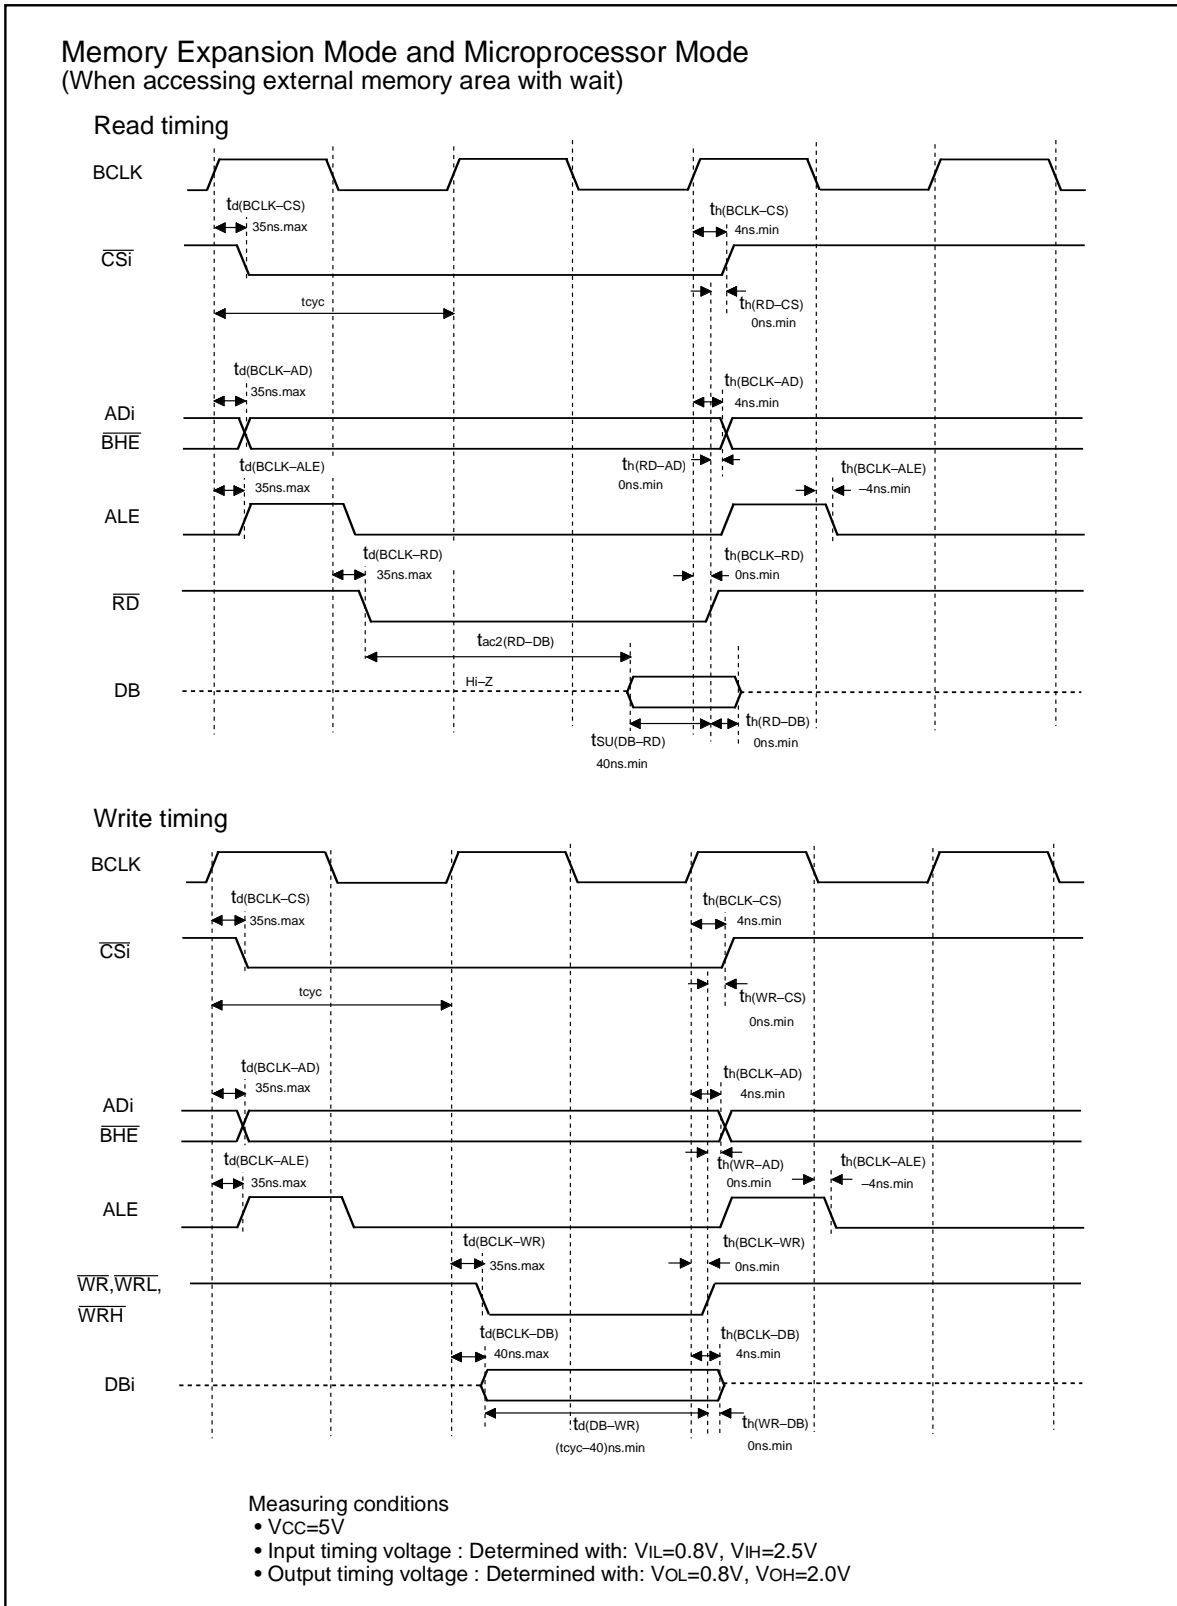 Memory Expansion Mode and Microprocessor Mode
(When accessing external memory area with wait)
Read timing
BCLK
td(BCLK–CS)
35ns.max
th(BCLK–CS)
4ns.min
CSi
tcyc
th(RD–CS)
0ns.min
td(BCLK–AD)
35ns.max
th(BCLK–AD)
4ns.min
ADi
BHE
td(BCLK–ALE)
35ns.max
th(RD–AD)
0ns.min
th(BCLK–ALE)
–4ns.min
ALE
td(BCLK–RD)
35ns.max
th(BCLK–RD)
0ns.min
RD
tac2(RD–DB)
Hi–Z
DB
tSU(DB–RD)
40ns.min
th(RD–DB)
0ns.min
Write timing
BCLK
td(BCLK–CS)
35ns.max
th(BCLK–CS)
4ns.min
CSi
tcyc
th(WR–CS)
0ns.min
td(BCLK–AD)
35ns.max
th(BCLK–AD)
4ns.min
ADi
BHE
td(BCLK–ALE)
35ns.max
th(WR–AD)
0ns.min
th(BCLK–ALE)
–4ns.min
ALE
td(BCLK–WR)
35ns.max
th(BCLK–WR)
0ns.min
WR,WRL,
WRH
td(BCLK–DB)
40ns.max
th(BCLK–DB)
4ns.min
DBi
td(DB–WR)
(tcyc–40)ns.min
th(WR–DB)
0ns.min
Measuring conditions
• VCC=5V
• Input timing voltage : Determined with: VIL=0.8V, VIH=2.5V
• Output timing voltage : Determined with: VOL=0.8V, VOH=2.0V